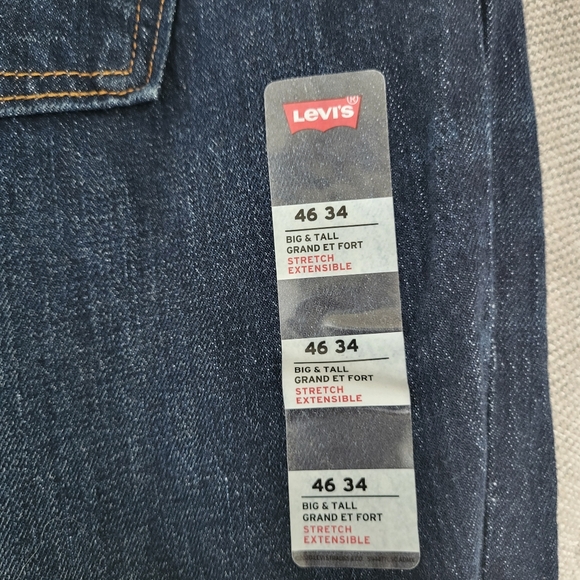 Levi's®
46 34
BIG & TALL
GRAND ET FORT
STRETCH
EXTENSIBLE
46 34
BIG & TALL
GRAND ET FORT
STRETCH
EXTENSIBLE
46 34
BIG & TALL
GRAND ET FORT
STRETCH
EXTENSIBLE